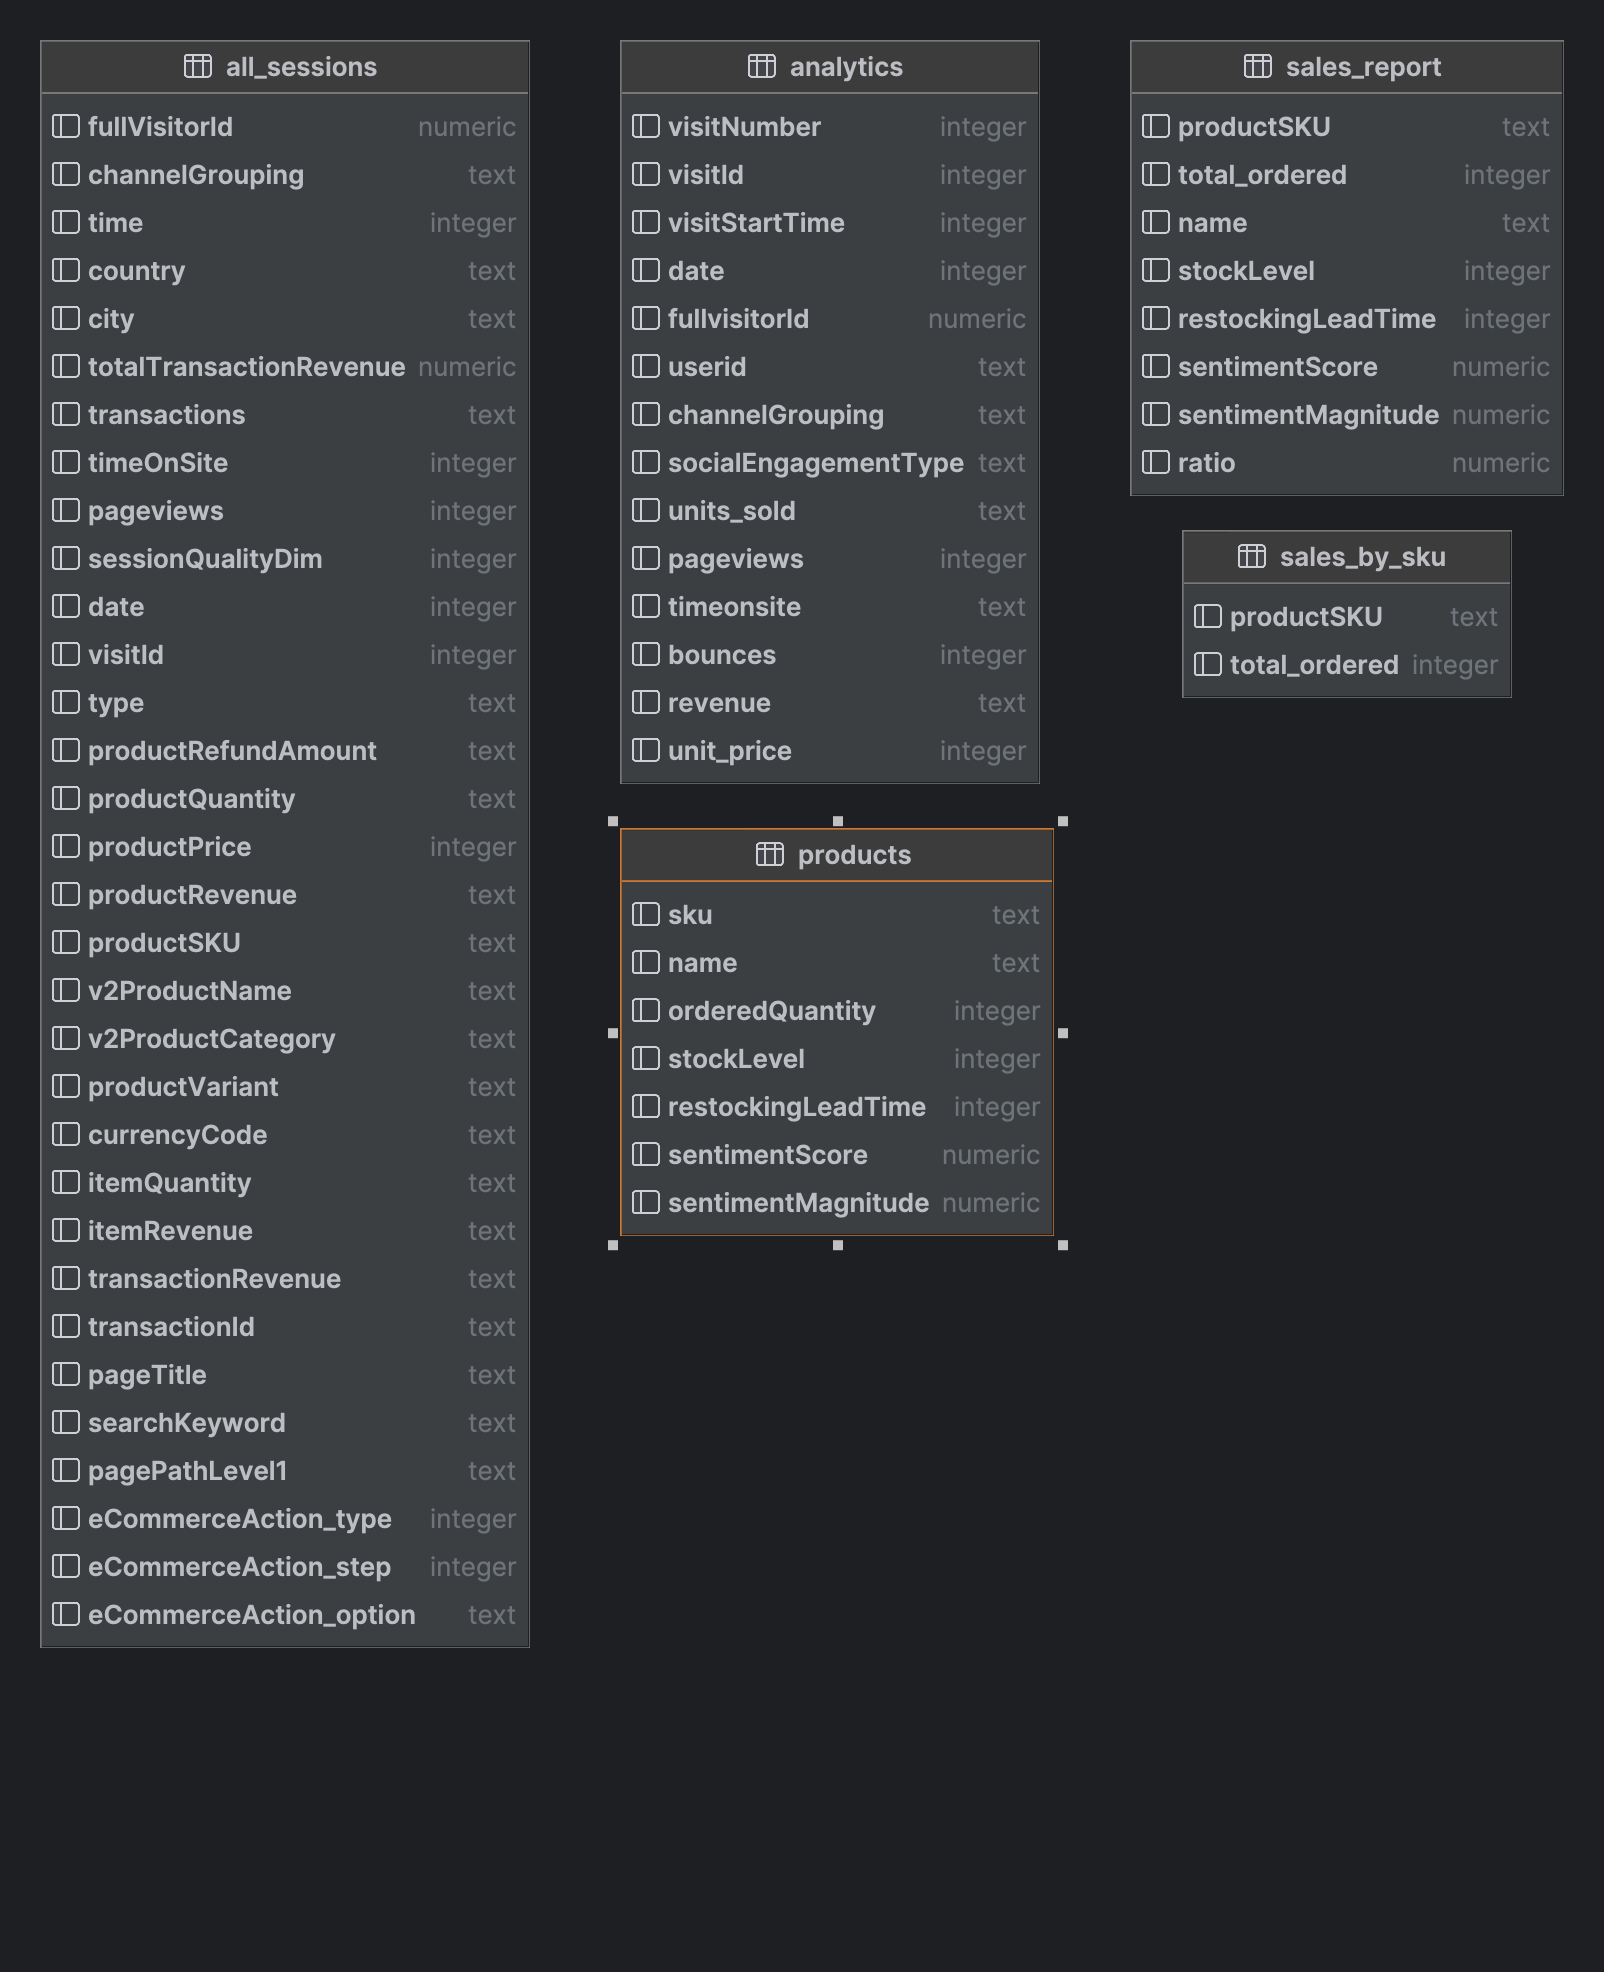 all_sessions
fullVisitorId numeric
channelGrouping text
time integer
country text
city text
totalTransactionRevenue numeric
transactions text
timeOnSite integer
pageviews integer
sessionQualityDim integer
date integer
visitId integer
type text
productRefundAmount text
productQuantity text
productPrice integer
productRevenue text
productSKU text
v2ProductName text
v2ProductCategory text
productVariant text
currencyCode text
itemQuantity text
itemRevenue text
transactionRevenue text
transactionId text
pageTitle text
searchKeyword text
pagePathLevel1 text
eCommerceAction_type integer
eCommerceAction_step integer
eCommerceAction_option text
analytics
visitNumber integer
visitId integer
visitStartTime integer
date integer
fullvisitorId numeric
userid text
channelGrouping text
socialEngagementType text
units_sold text
pageviews integer
timeonsite text
bounces integer
revenue text
unit_price integer
products
sku text
name text
orderedQuantity integer
stockLevel integer
restockingLeadTime integer
sentimentScore numeric
sentimentMagnitude numeric
sales_report
productSKU text
total_ordered integer
name text
stockLevel integer
restockingLeadTime integer
sentimentScore numeric
sentimentMagnitude numeric
ratio numeric
sales_by_sku
productSKU text
total_ordered integer